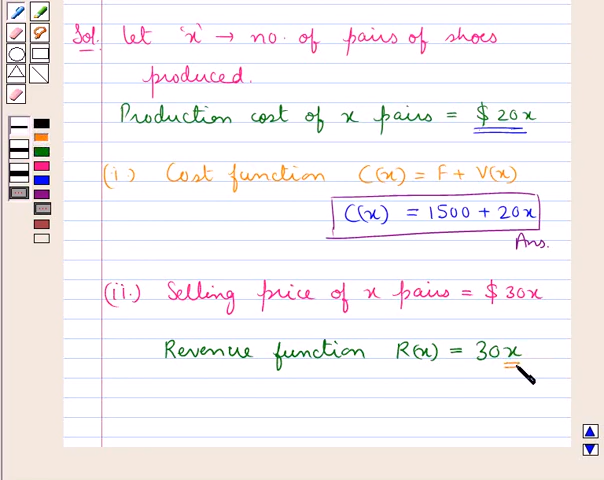 Sol. let 'x' → no. of pairs of shoes
produced.
Production cost of x pairs = $ 20x
(i.) Cost function C(x) = F + V(x)
C(x) = 1500 + 20x
Ans.
(ii.) Selling price of x pairs = $ 30x
Revenue function R(x) = 30x